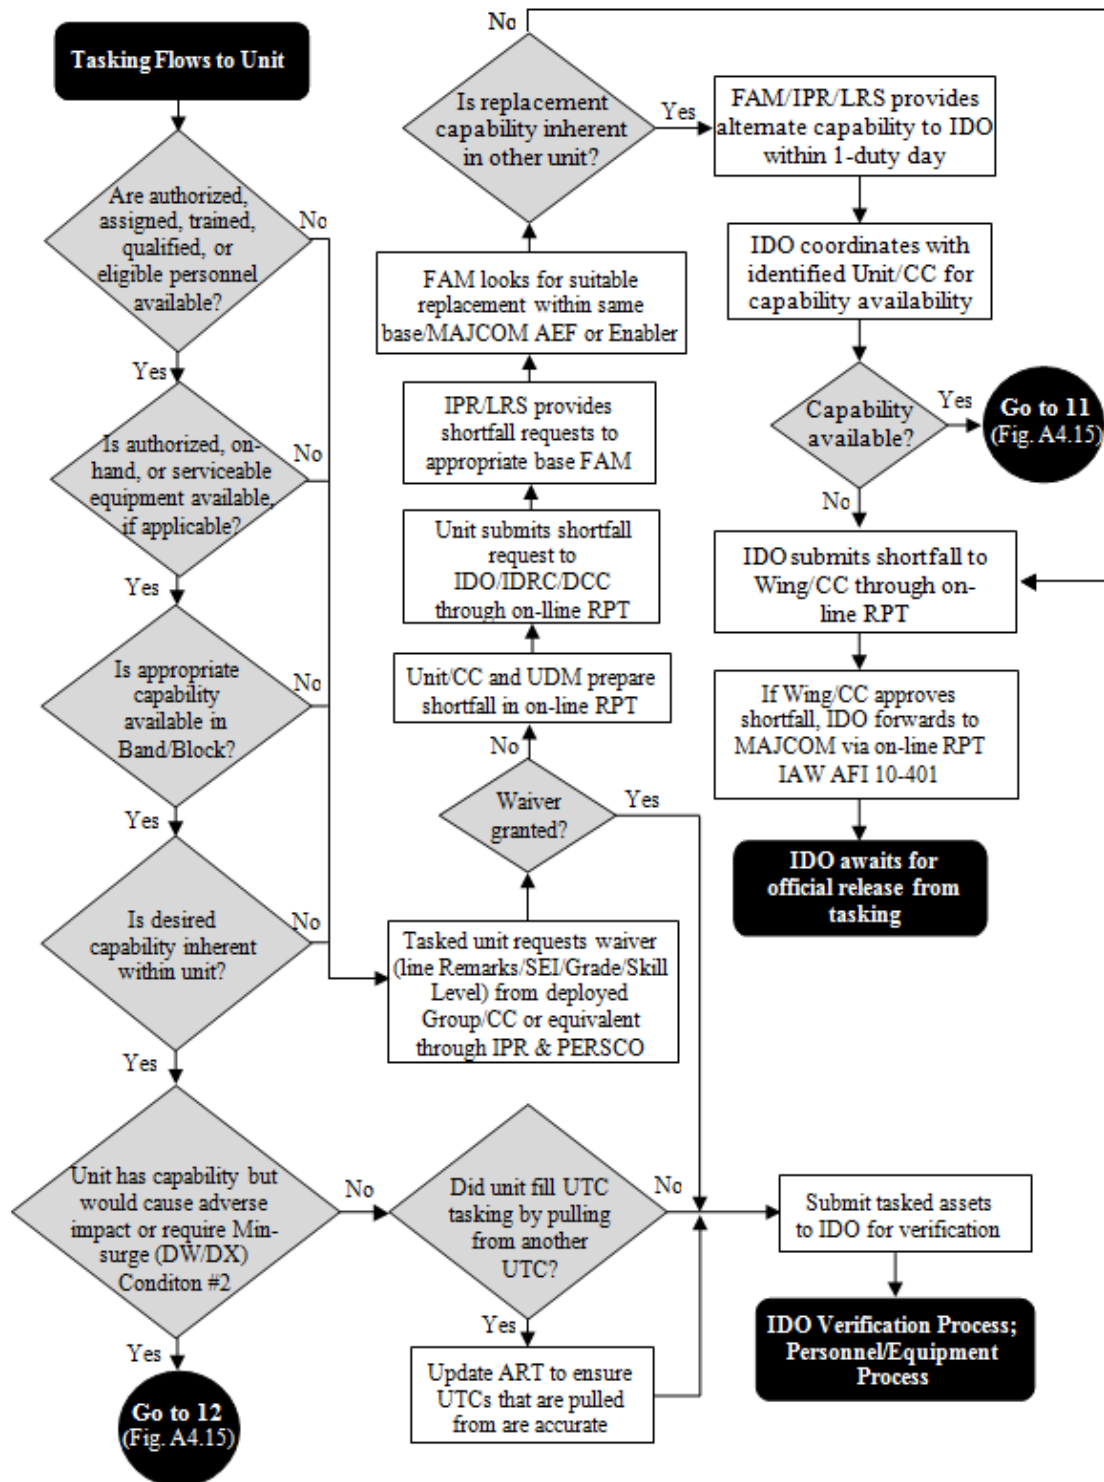 Tasking Flows to Unit
Are authorized,
assigned, trained,
qualified, or
eligible personnel
available?
No
Yes
Is authorized, on-
hand, or serviceable
equipment available,
if applicable?
No
Yes
Is appropriate
capability
available in
Band/Block?
No
Yes
Is desired
capability inherent
within unit?
No
Yes
Unit has capability but
would cause adverse
impact or require Min-
surge (DW/DX)
Conditon #2
No
Yes
Go to 12
(Fig. A4.15)
No
Is replacement
capability inherent
in other unit?
Yes
FAM looks for suitable
replacement within same
base/MAJCOM AEF or Enabler
IPR/LRS provides
shortfall requests to
appropriate base FAM
Unit submits shortfall
request to
IDO/IDRC/DCC
through on-lline RPT
Unit/CC and UDM prepare
shortfall in on-line RPT
No
Waiver
granted?
Yes
Tasked unit requests waiver
(line Remarks/SEI/Grade/Skill
Level) from deployed
Group/CC or equivalent
through IPR & PERSCO
Did unit fill UTC
tasking by pulling
from another
UTC?
No
Yes
Update ART to ensure
UTCs that are pulled
from are accurate
FAM/IPR/LRS provides
alternate capability to IDO
within 1-duty day
IDO coordinates with
identified Unit/CC for
capability availability
Capability
available?
Yes
Go to 11
(Fig. A4.15)
No
IDO submits shortfall to
Wing/CC through on-
line RPT
If Wing/CC approves
shortfall, IDO forwards to
MAJCOM via on-line RPT
IAW AFI 10-401
IDO awaits for
official release from
tasking
Submit tasked assets
to IDO for verification
IDO Verification Process;
Personnel/Equipment
Process